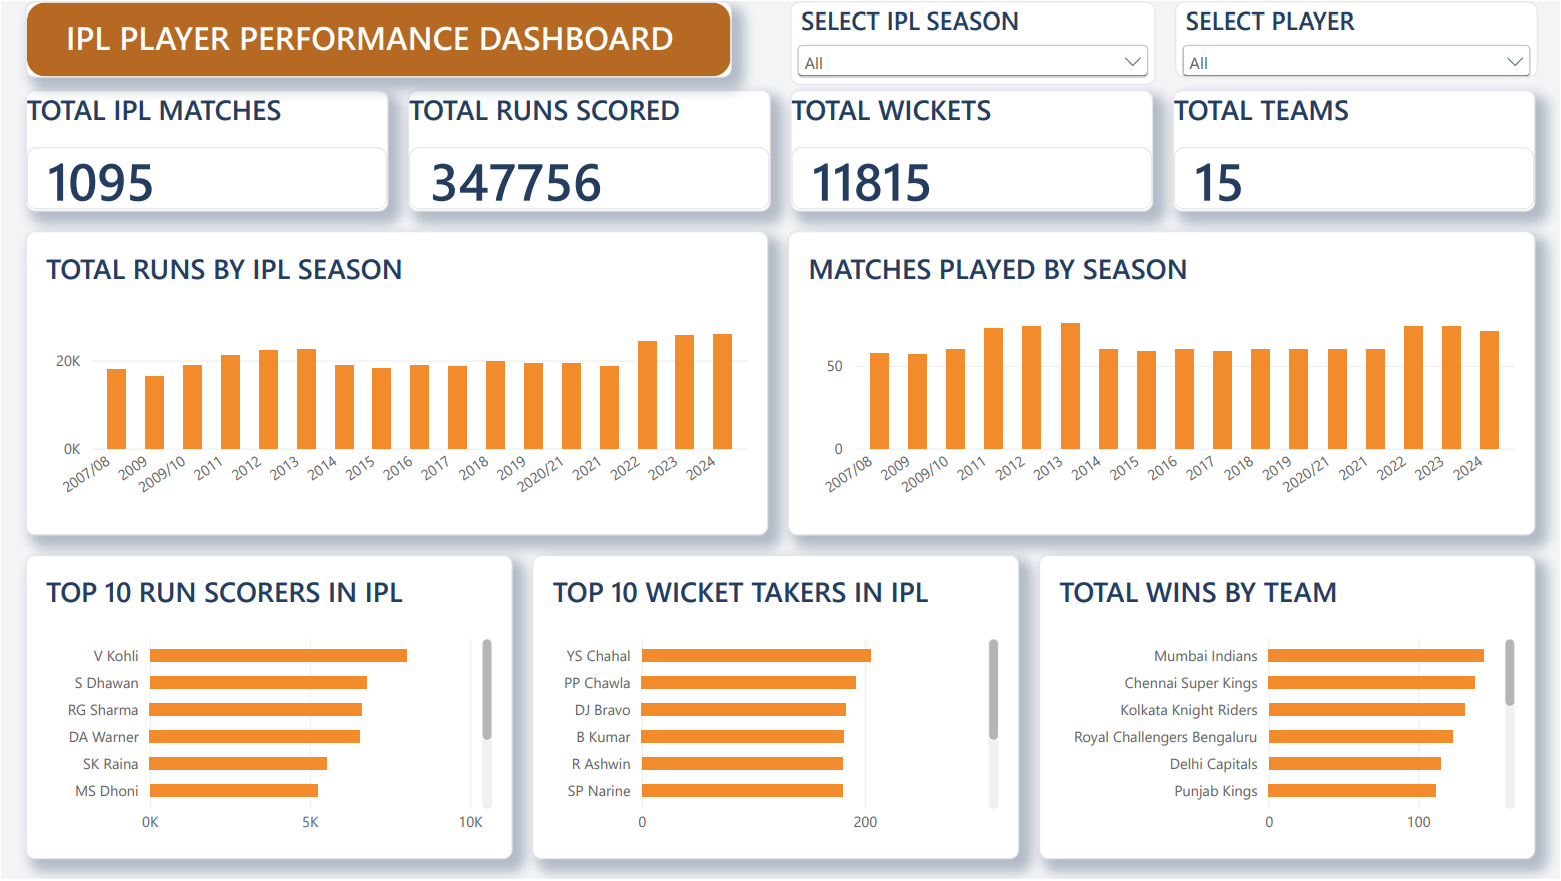 IPL PLAYER PERFORMANCE DASHBOARD
SELECT IPL SEASON
All
SELECT PLAYER
All
TOTAL IPL MATCHES
1095
TOTAL RUNS SCORED
347756
TOTAL WICKETS
11815
TOTAL TEAMS
15
TOTAL RUNS BY IPL SEASON
20K
0K
2007/08 2009 2009/10 2011 2012 2013 2014 2015 2016 2017 2018 2019 2020/21 2021 2022 2023 2024
MATCHES PLAYED BY SEASON
50
0
2007/08 2009 2009/10 2011 2012 2013 2014 2015 2016 2017 2018 2019 2020/21 2021 2022 2023 2024
TOP 10 RUN SCORERS IN IPL
V Kohli
S Dhawan
RG Sharma
DA Warner
SK Raina
MS Dhoni
0K 5K 10K
TOP 10 WICKET TAKERS IN IPL
YS Chahal
PP Chawla
DJ Bravo
B Kumar
R Ashwin
SP Narine
0 200
TOTAL WINS BY TEAM
Mumbai Indians
Chennai Super Kings
Kolkata Knight Riders
Royal Challengers Bengaluru
Delhi Capitals
Punjab Kings
0 100